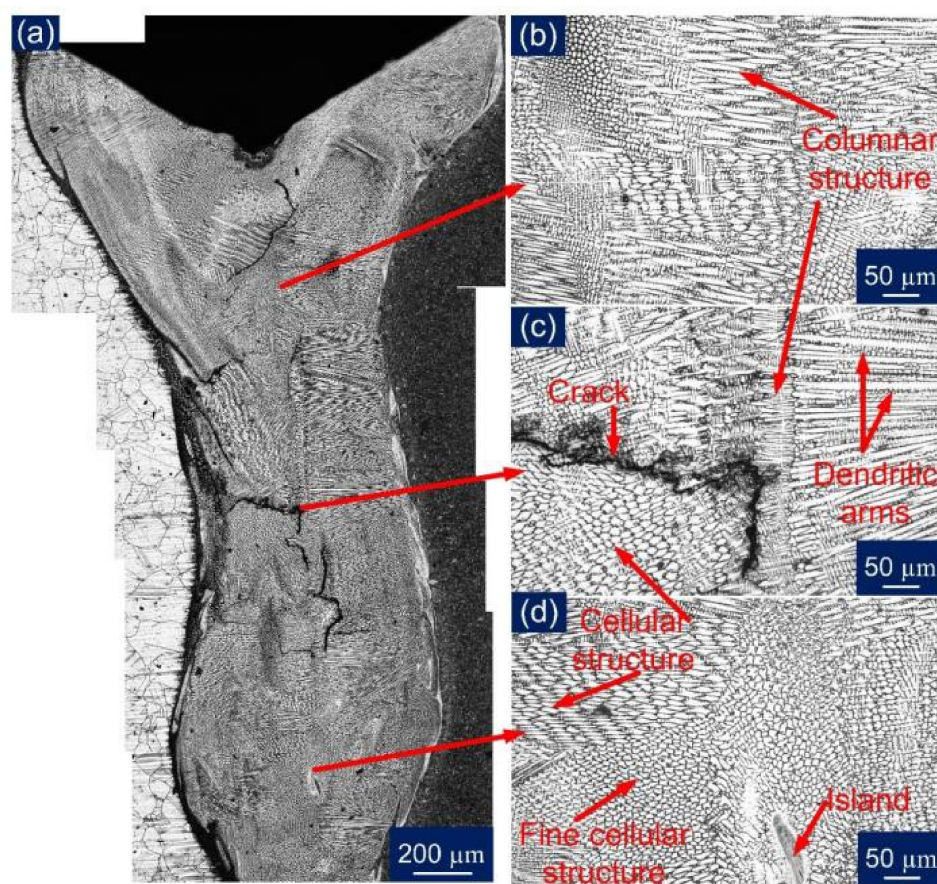 (a)
200 μm
(b)
Columnar
structure
50 μm
(c)
Crack
Dendritic
arms
50 μm
(d)
Cellular
structure
Fine cellular
structure
Island
50 μm